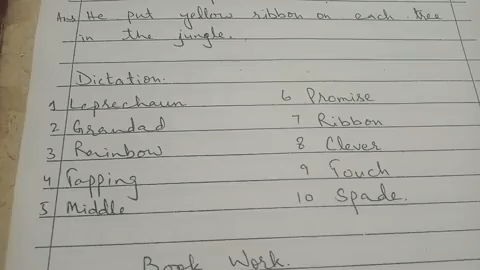 Ans He put yellow ribbon on each tree
in the jungle.
Dictation.
1 Leprechaun
2 Grandad
3 Rainbow
4 Tapping
5 Middle
6 Promise
7 Ribbon
8 Clever
9 Touch
10 Spade.
Book Work.